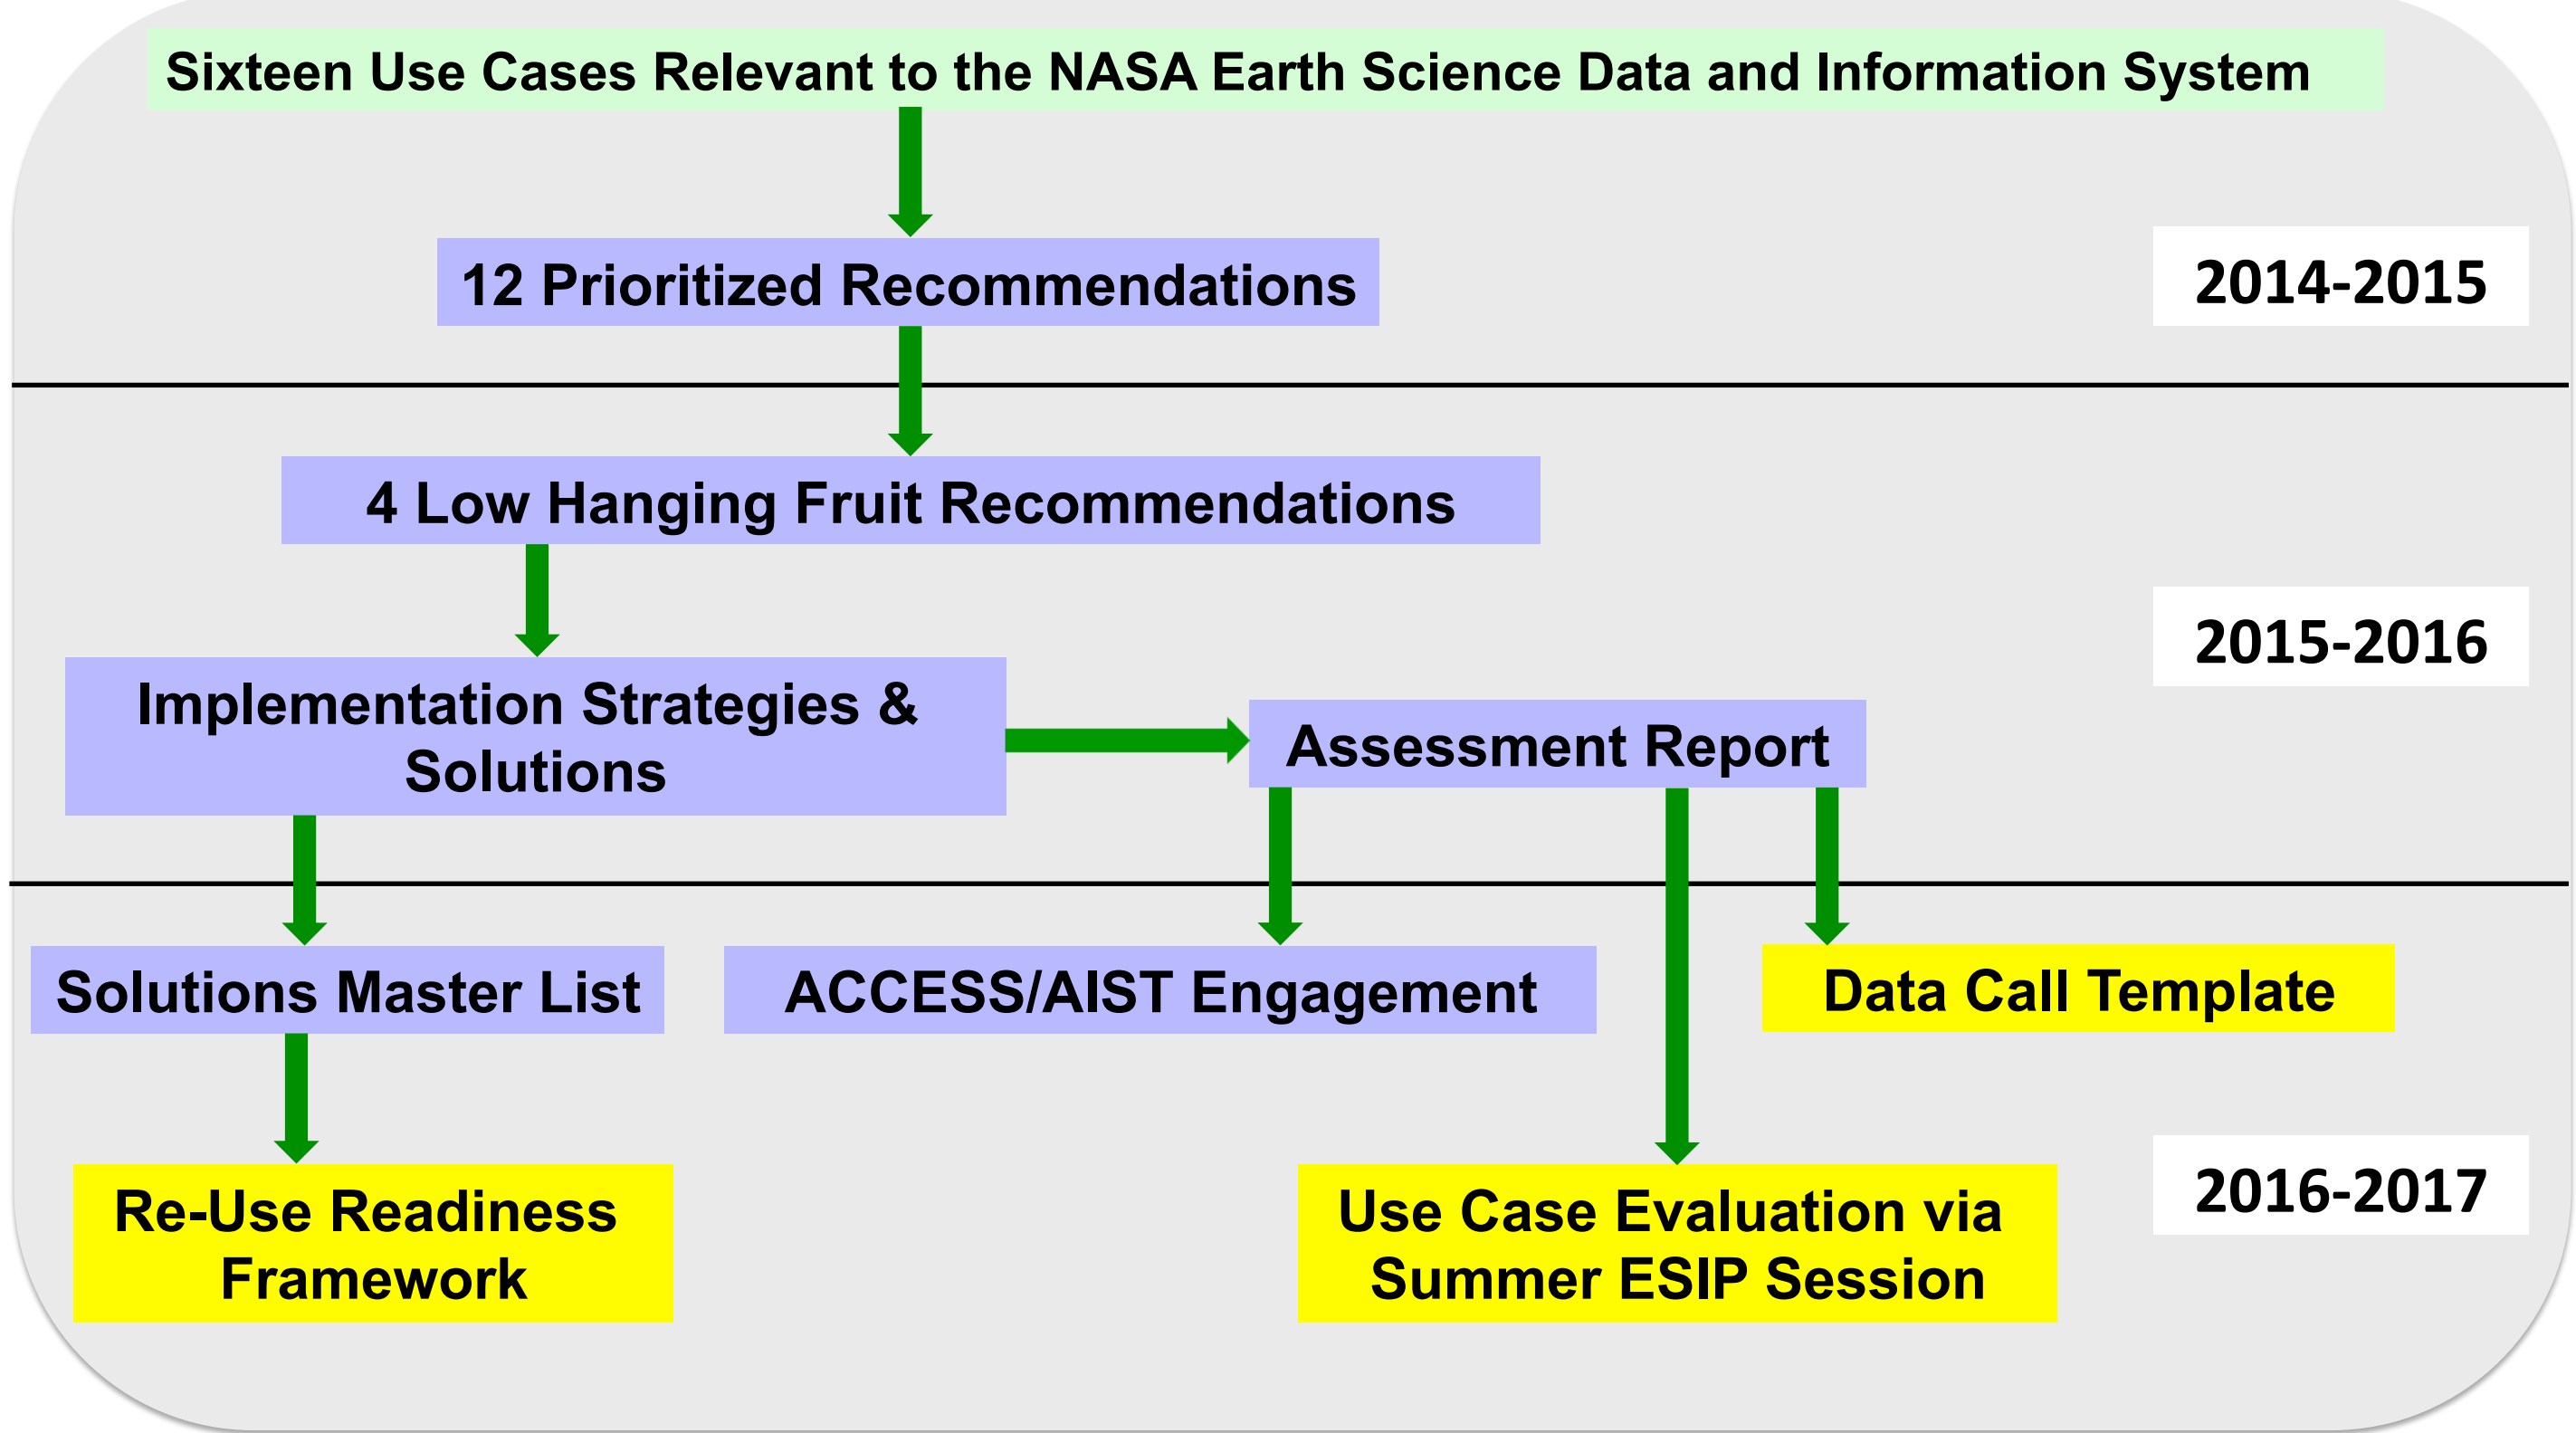 Sixteen Use Cases Relevant to the NASA Earth Science Data and Information System
12 Prioritized Recommendations
2014-2015
4 Low Hanging Fruit Recommendations
2015-2016
Implementation Strategies &
Solutions
Assessment Report
Solutions Master List
ACCESS/AIST Engagement
Data Call Template
Re-Use Readiness
Framework
Use Case Evaluation via
Summer ESIP Session
2016-2017